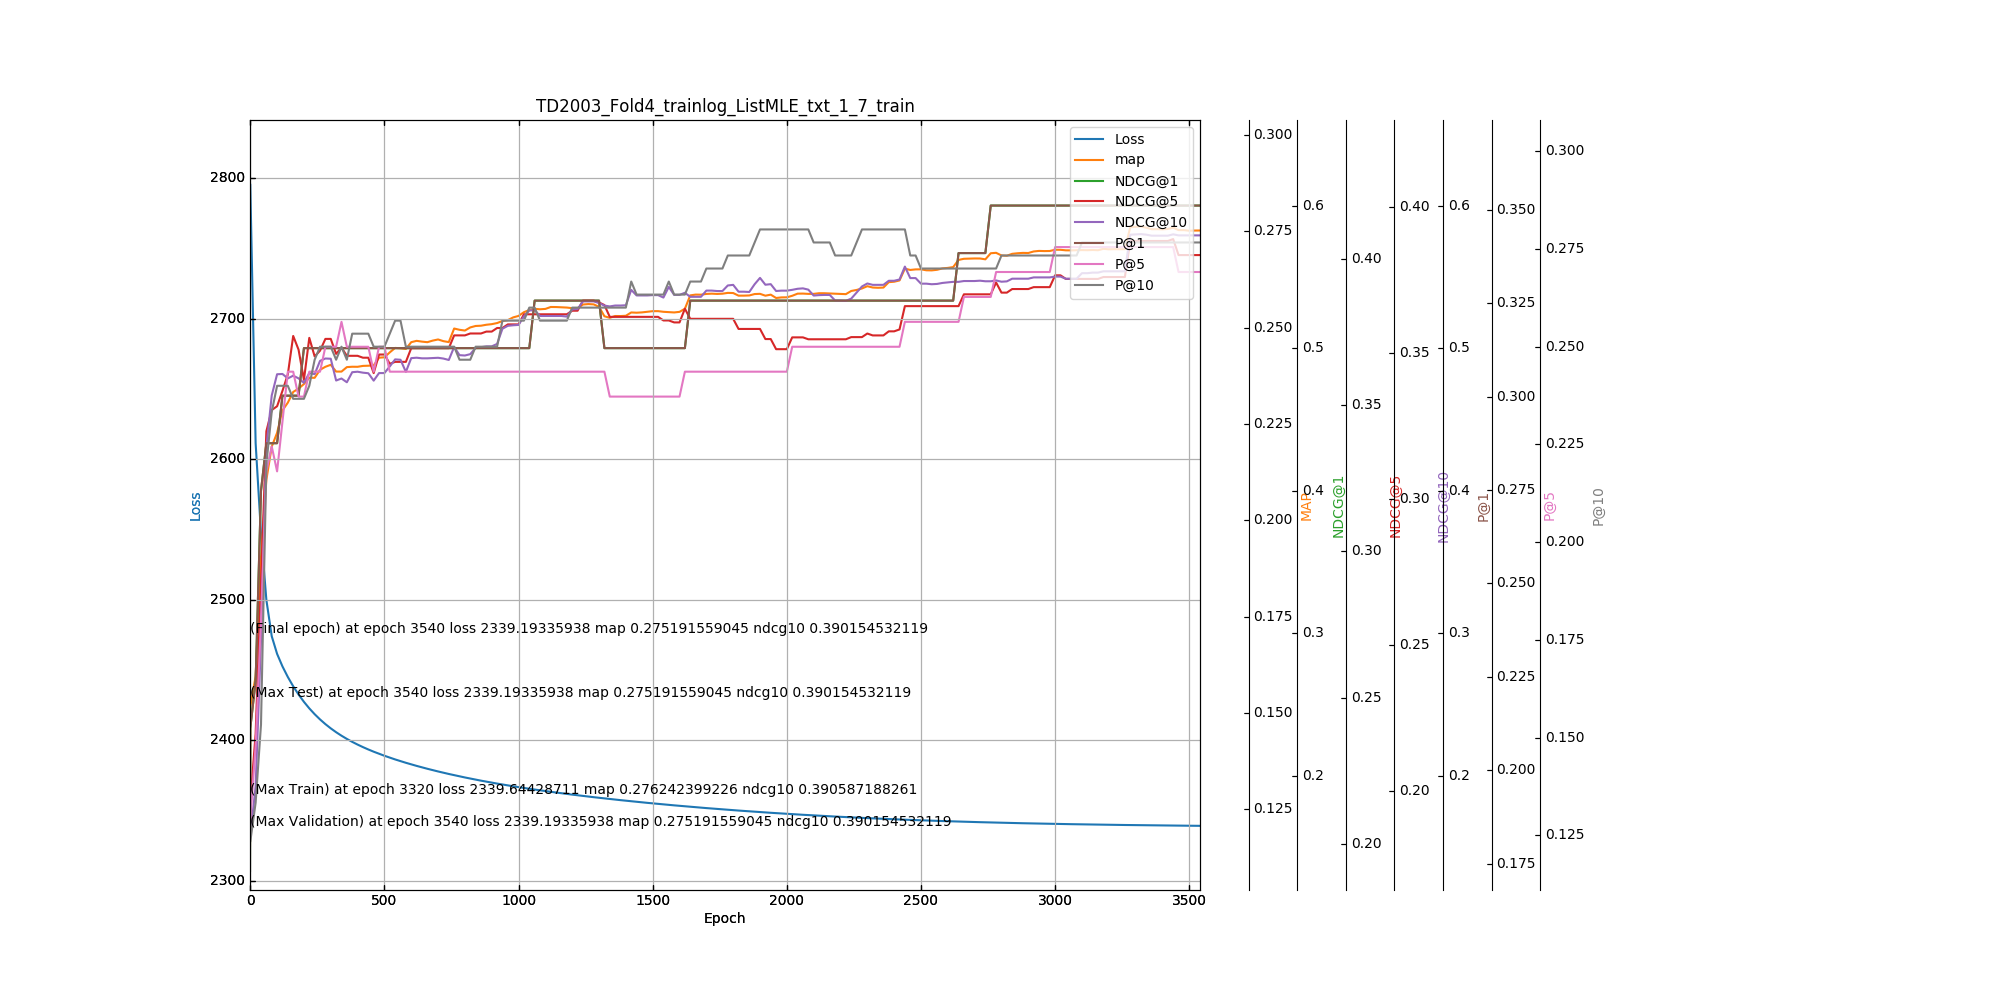 TD2003_Fold4_trainlog_ListMLE_txt_1_7_train
Loss
map
NDCG@1
NDCG@5
NDCG@10
P@1
P@5
P@10
2800
2700
2600
2500
2400
2300
Loss
(Final epoch) at epoch 3540 loss 2339.19335938 map 0.275191559045 ndcg10 0.390154532119
(Max Test) at epoch 3540 loss 2339.19335938 map 0.275191559045 ndcg10 0.390154532119
(Max Train) at epoch 3320 loss 2339.64428711 map 0.276242399226 ndcg10 0.390587188261
(Max Validation) at epoch 3540 loss 2339.19335938 map 0.275191559045 ndcg10 0.390154532119
0 500 1000 1500 2000 2500 3000 3500
Epoch
0.300
0.275
0.250
0.225
0.200
0.175
0.150
0.125
MAP
0.6
0.5
0.4
0.3
0.2
NDCG@1
0.40
0.35
0.30
0.25
0.20
NDCG@5
0.40
0.35
0.30
0.25
0.20
NDCG@10
0.6
0.5
0.4
0.3
0.2
P@1
0.350
0.325
0.300
0.275
0.250
0.225
0.200
0.175
P@5
0.300
0.275
0.250
0.225
0.200
0.175
0.150
0.125
P@10